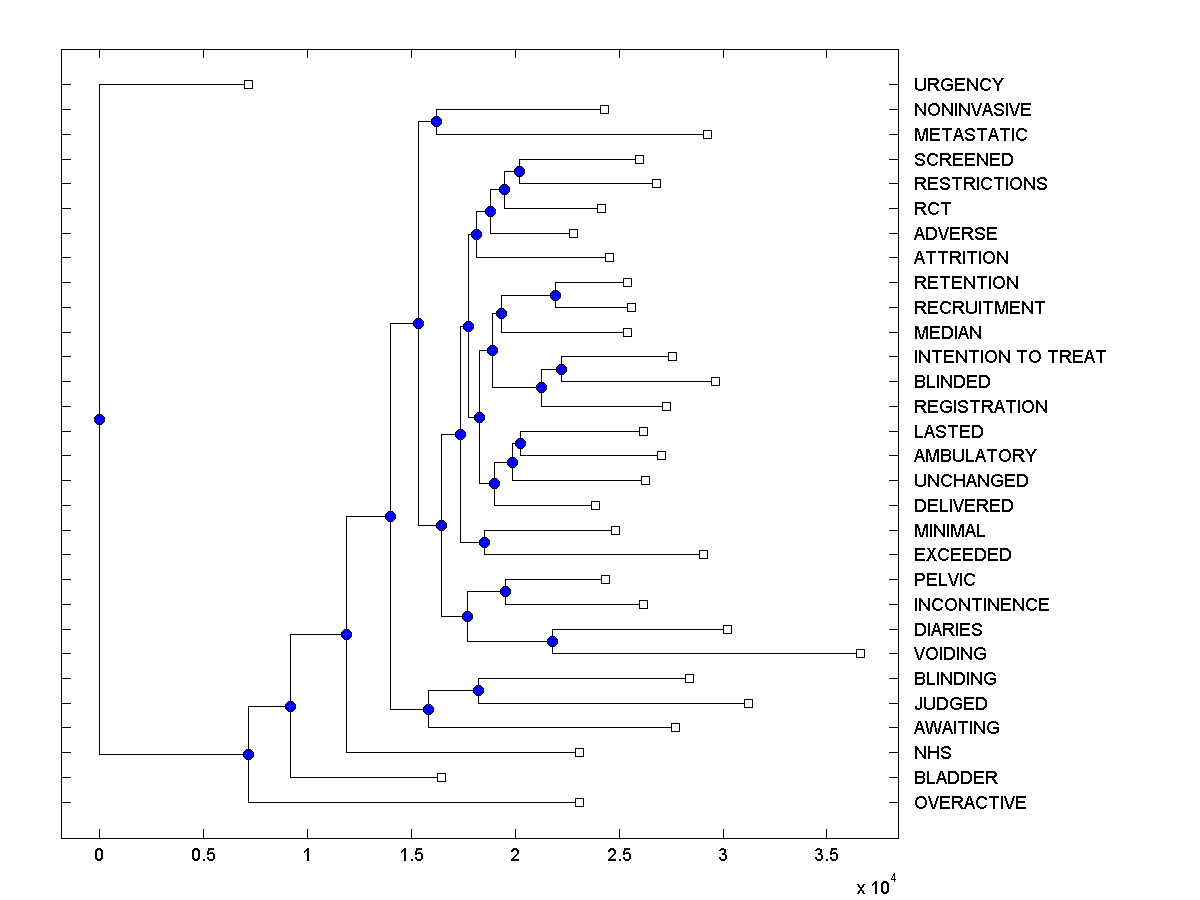 URGENCY
NONINVASIVE
METASTATIC
SCREENED
RESTRICTIONS
RCT
ADVERSE
ATTRITION
RETENTION
RECRUITMENT
MEDIAN
INTENTION TO TREAT
BLINDED
REGISTRATION
LASTED
AMBULATORY
UNCHANGED
DELIVERED
MINIMAL
EXCEEDED
PELVIC
INCONTINENCE
DIARIES
VOIDING
BLINDING
JUDGED
AWAITING
NHS
BLADDER
OVERACTIVE
0 0.5 1 1.5 2 2.5 3 3.5
x 10^4